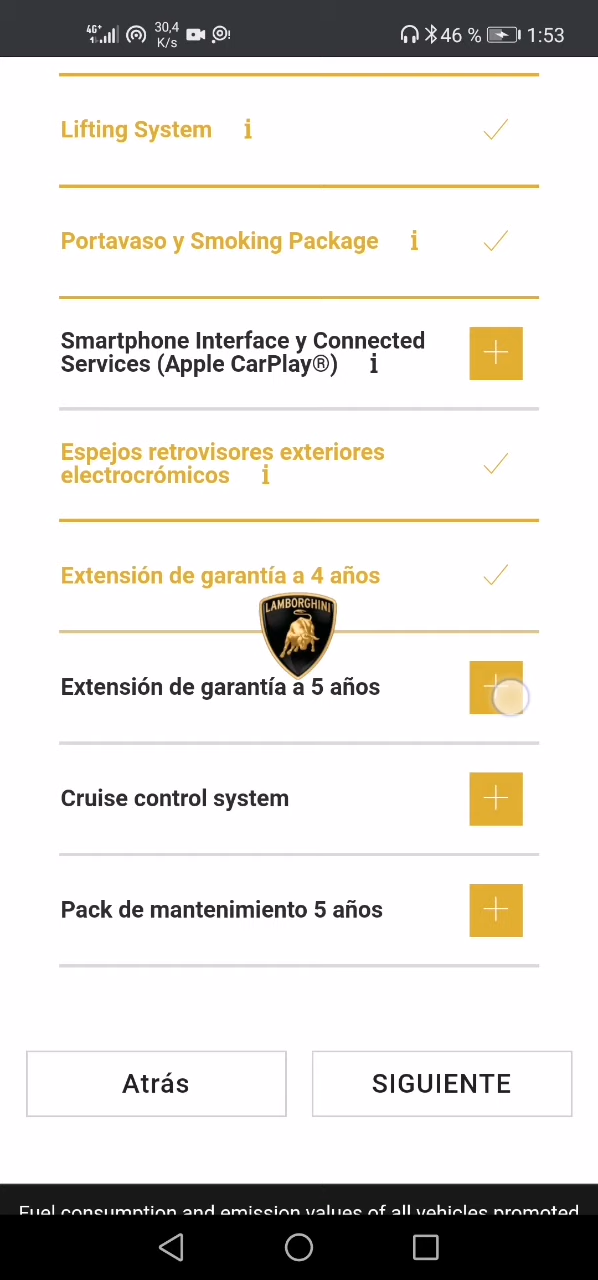 4G+
30,4
K/s
46 %
1:53
Lifting System i
Portavaso y Smoking Package i
Smartphone Interface y Connected
Services (Apple CarPlay®) i
Espejos retrovisores exteriores
electrocrómicos i
Extensión de garantía a 4 años
LAMBORGHINI
Extensión de garantía a 5 años
Cruise control system
Pack de mantenimiento 5 años
Atrás
SIGUIENTE
Fuel consumption and emission values of all vehicles promoted